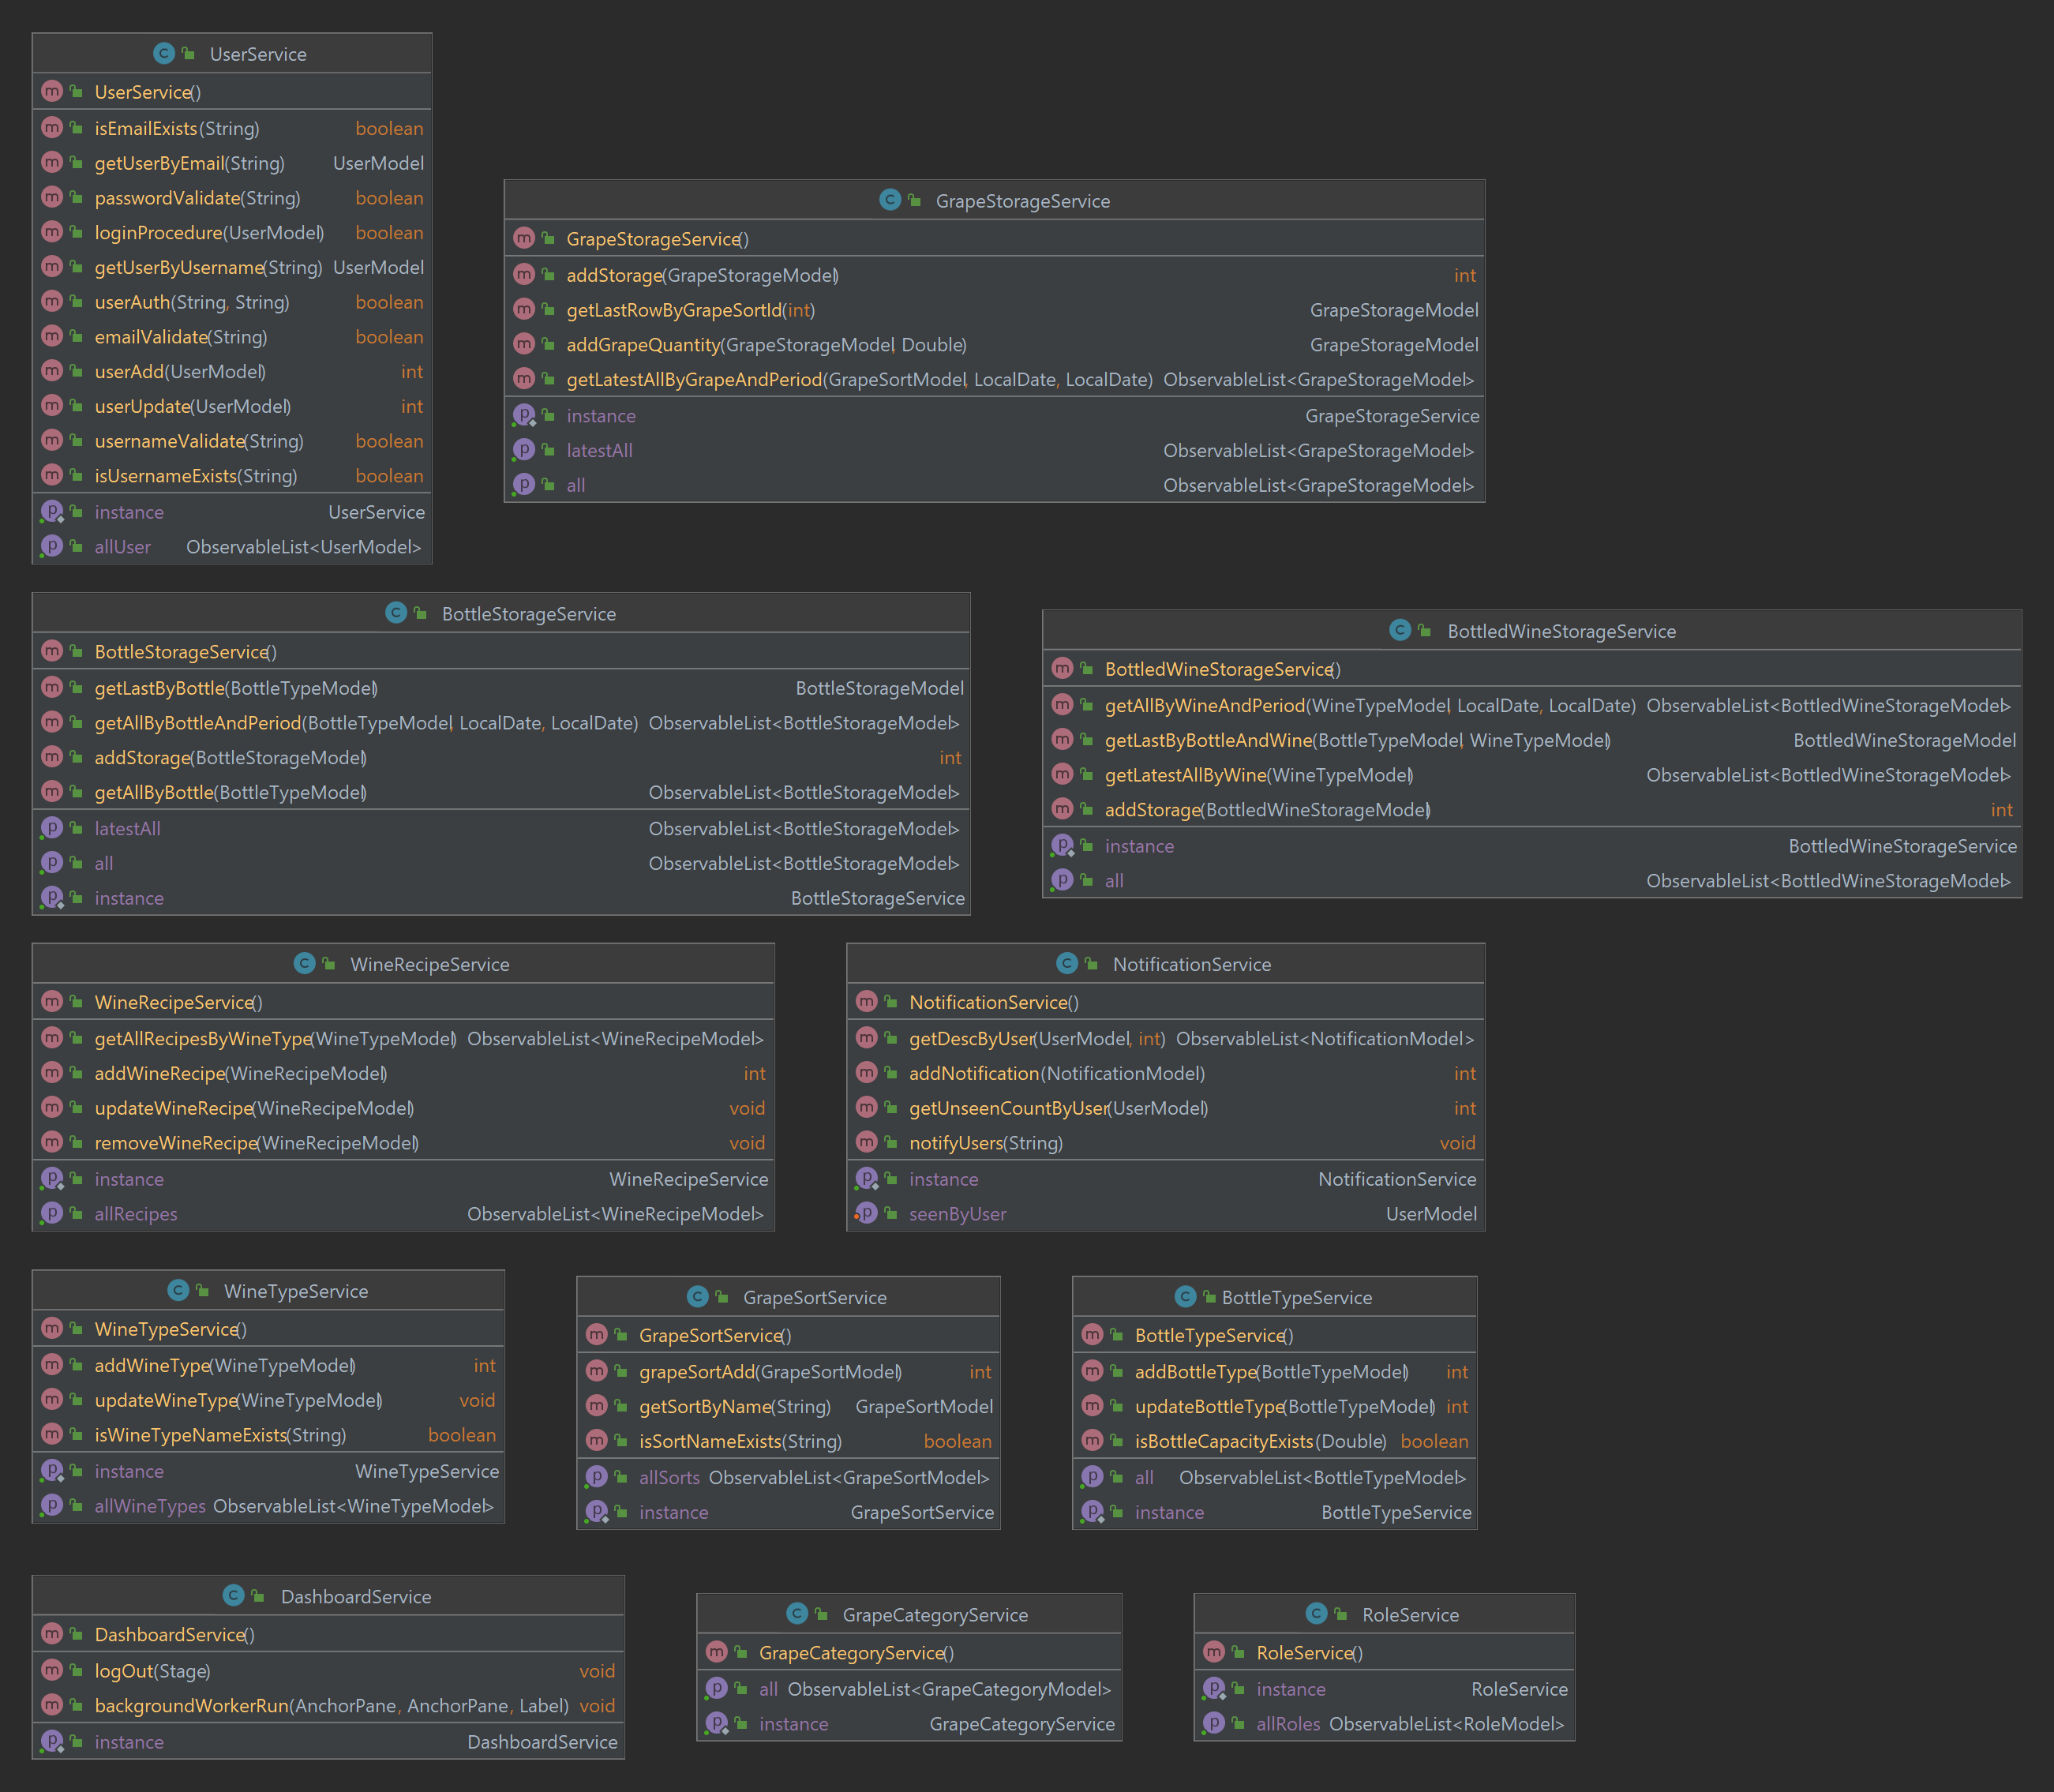 UserService
UserService()
isEmailExists(String) boolean
getUserByEmail(String) UserModel
passwordValidate(String) boolean
loginProcedure(UserModel) boolean
getUserByUsername(String) UserModel
userAuth(String, String) boolean
emailValidate(String) boolean
userAdd(UserModel) int
userUpdate(UserModel) int
usernameValidate(String) boolean
isUsernameExists(String) boolean
instance UserService
allUser ObservableList<UserModel>
GrapeStorageService
GrapeStorageService()
addStorage(GrapeStorageModel) int
getLastRowByGrapeSortId(int) GrapeStorageModel
addGrapeQuantity(GrapeStorageModel, Double) GrapeStorageModel
getLatestAllByGrapeAndPeriod(GrapeSortModel, LocalDate, LocalDate) ObservableList<GrapeStorageModel>
instance GrapeStorageService
latestAll ObservableList<GrapeStorageModel>
all ObservableList<GrapeStorageModel>
BottleStorageService
BottleStorageService()
getLastByBottle(BottleTypeModel) BottleStorageModel
getAllByBottleAndPeriod(BottleTypeModel, LocalDate, LocalDate) ObservableList<BottleStorageModel>
addStorage(BottleStorageModel) int
getAllByBottle(BottleTypeModel) ObservableList<BottleStorageModel>
latestAll ObservableList<BottleStorageModel>
all ObservableList<BottleStorageModel>
instance BottleStorageService
BottledWineStorageService
BottledWineStorageService()
getAllByWineAndPeriod(WineTypeModel, LocalDate, LocalDate) ObservableList<BottledWineStorageModel>
getLastByBottleAndWine(BottleTypeModel, WineTypeModel) BottledWineStorageModel
getLatestAllByWine(WineTypeModel) ObservableList<BottledWineStorageModel>
addStorage(BottledWineStorageModel) int
instance BottledWineStorageService
all ObservableList<BottledWineStorageModel>
WineRecipeService
WineRecipeService()
getAllRecipesByWineType(WineTypeModel) ObservableList<WineRecipeModel>
addWineRecipe(WineRecipeModel) int
updateWineRecipe(WineRecipeModel) void
removeWineRecipe(WineRecipeModel) void
instance WineRecipeService
allRecipes ObservableList<WineRecipeModel>
NotificationService
NotificationService()
getDescByUser(UserModel, int) ObservableList<NotificationModel>
addNotification(NotificationModel) int
getUnseenCountByUser(UserModel) int
notifyUsers(String) void
instance NotificationService
seenByUser UserModel
WineTypeService
WineTypeService()
addWineType(WineTypeModel) int
updateWineType(WineTypeModel) void
isWineTypeNameExists(String) boolean
instance WineTypeService
allWineTypes ObservableList<WineTypeModel>
GrapeSortService
GrapeSortService()
grapeSortAdd(GrapeSortModel) int
getSortByName(String) GrapeSortModel
isSortNameExists(String) boolean
allSorts ObservableList<GrapeSortModel>
instance GrapeSortService
BottleTypeService
BottleTypeService()
addBottleType(BottleTypeModel) int
updateBottleType(BottleTypeModel) int
isBottleCapacityExists(Double) boolean
all ObservableList<BottleTypeModel>
instance BottleTypeService
DashboardService
DashboardService()
logOut(Stage) void
backgroundWorkerRun(AnchorPane, AnchorPane, Label) void
instance DashboardService
GrapeCategoryService
GrapeCategoryService()
all ObservableList<GrapeCategoryModel>
instance GrapeCategoryService
RoleService
RoleService()
instance RoleService
allRoles ObservableList<RoleModel>